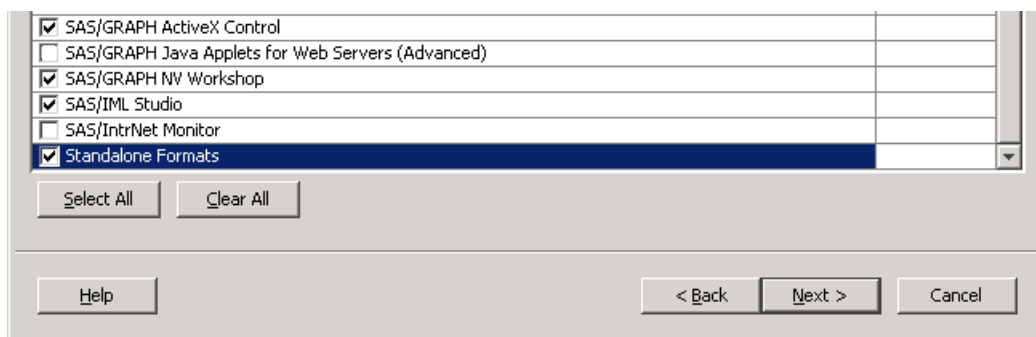 SAS/GRAPH ActiveX Control
SAS/GRAPH Java Applets for Web Servers (Advanced)
SAS/GRAPH NV Workshop
SAS/IML Studio
SAS/IntrNet Monitor
Standalone Formats
Select All Clear All
Help < Back Next > Cancel